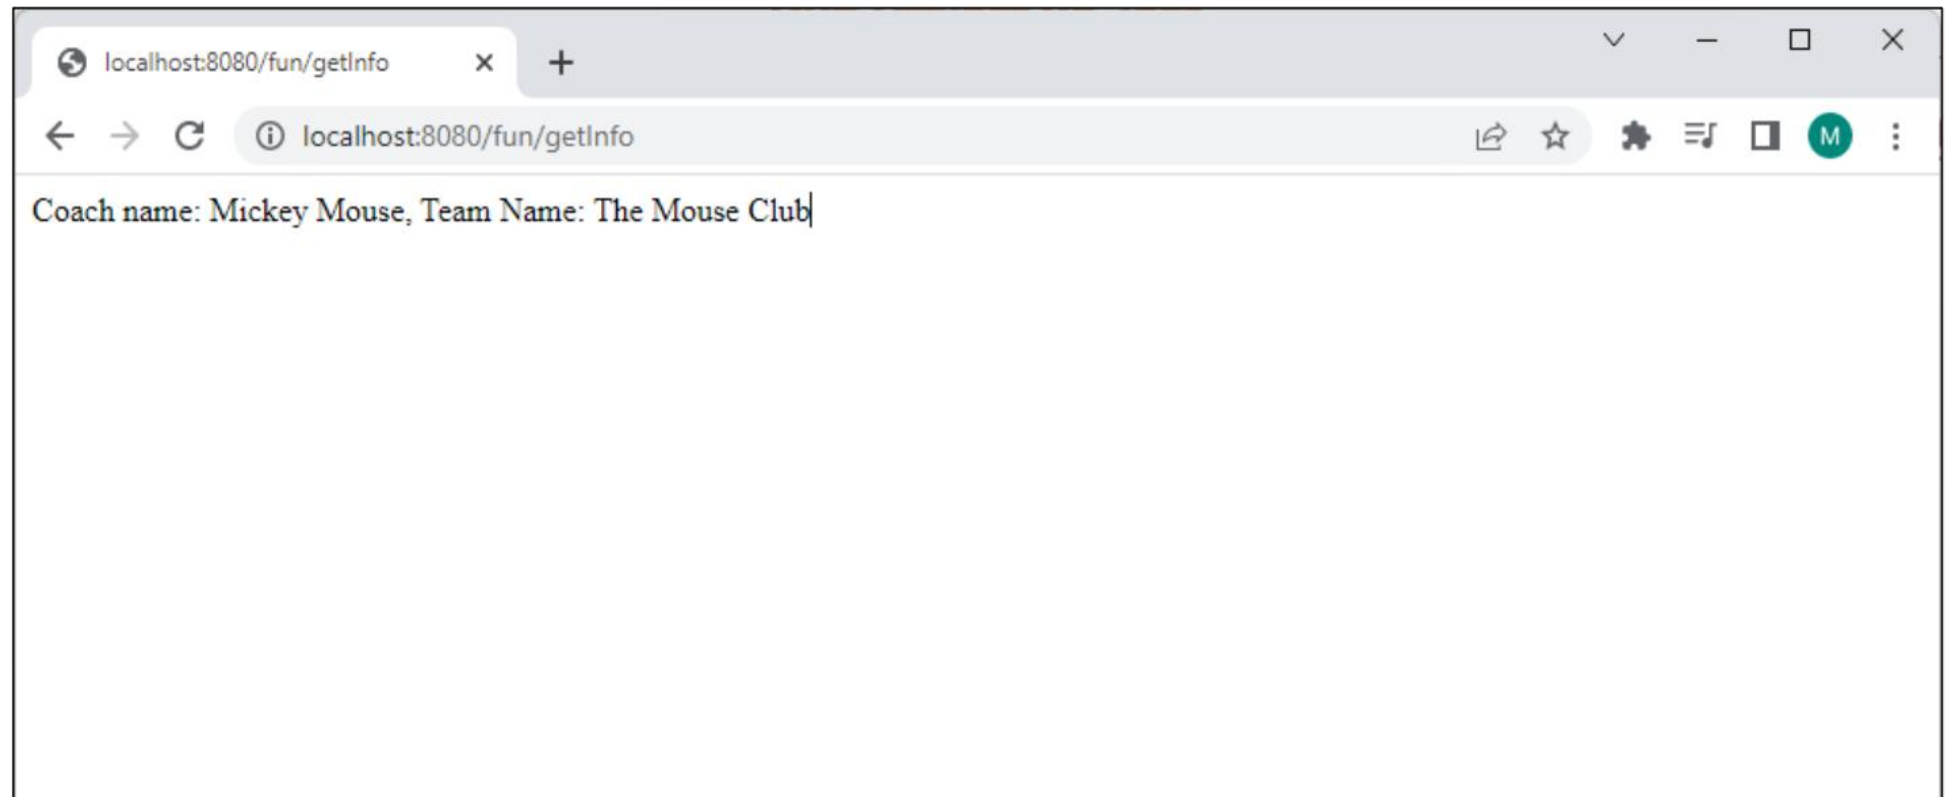 localhost:8080/fun/getInfo
localhost:8080/fun/getInfo
M
Coach name: Mickey Mouse, Team Name: The Mouse Club